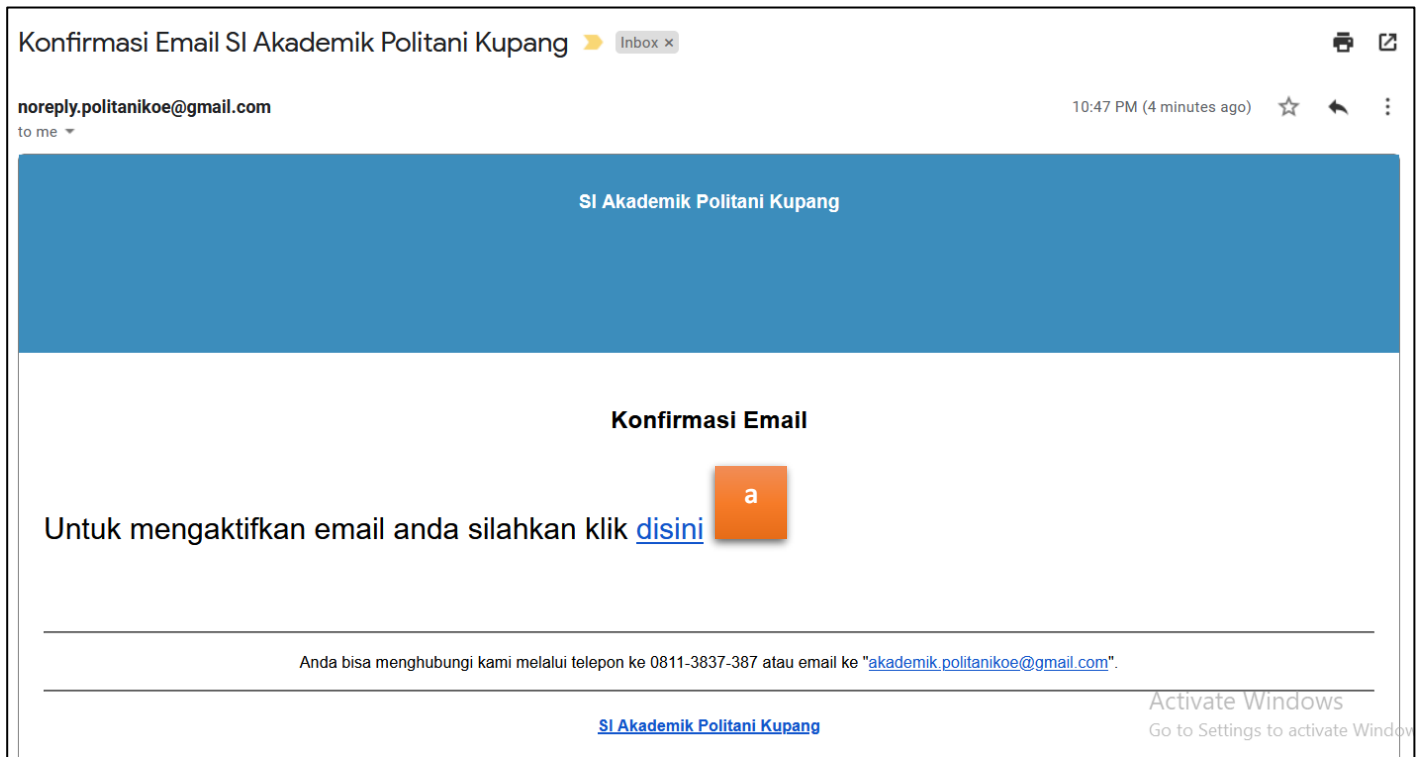 Konfirmasi Email SI Akademik Politani Kupang Inbox ×
noreply.politanikoe@gmail.com 10:47 PM (4 minutes ago)
to me
SI Akademik Politani Kupang
Konfirmasi Email
a
Untuk mengaktifkan email anda silahkan klik disini
Anda bisa menghubungi kami melalui telepon ke 0811-3837-387 atau email ke "akademik.politanikoe@gmail.com".
Activate Windows
SI Akademik Politani Kupang
Go to Settings to activate Window